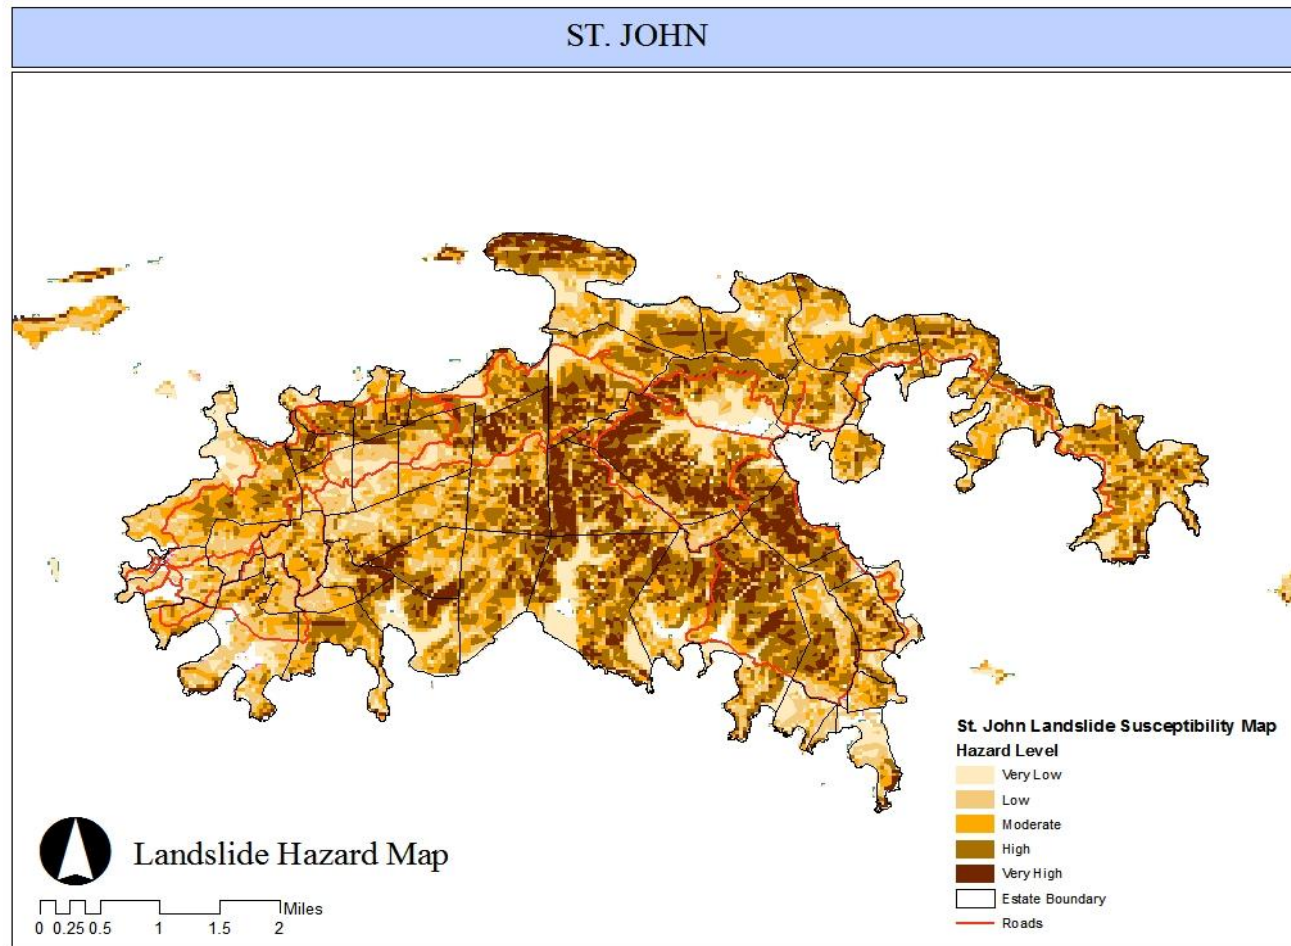 ST. JOHN
St. John Landslide Susceptibility Map
Hazard Level
Very Low
Low
Moderate
High
Very High
Estate Boundary
Roads
Landslide Hazard Map
Miles
0 0.25 0.5 1 1.5 2